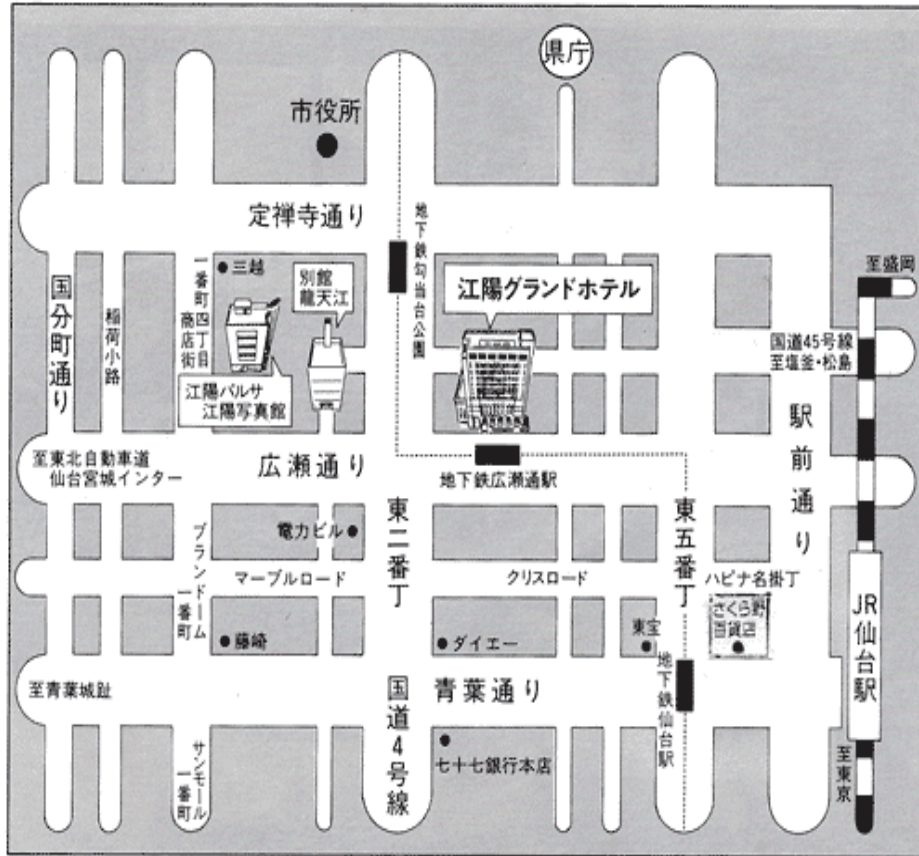 県庁
市役所
定禅寺通り
地下鉄勾当台公園
国分町通り
稲荷小路
一番町四丁目
商店街
三越
別館
龍天江
江陽グランドホテル
江陽パルサ
江陽写真館
至盛岡
国道45号線
至塩釜・松島
駅前通り
至東北自動車道
仙台宮城インター
広瀬通り
地下鉄広瀬通駅
ブランドーム
一番町
電力ビル
東二番丁
東五番丁
マーブルロード
クリスロード
ハピナ名掛丁
さくら野
百貨店
JR仙台駅
藤崎
ダイエー
東宝
至青葉城趾
国道4号線
青葉通り
地下鉄仙台駅
サンモール
一番町
七十七銀行本店
至東京